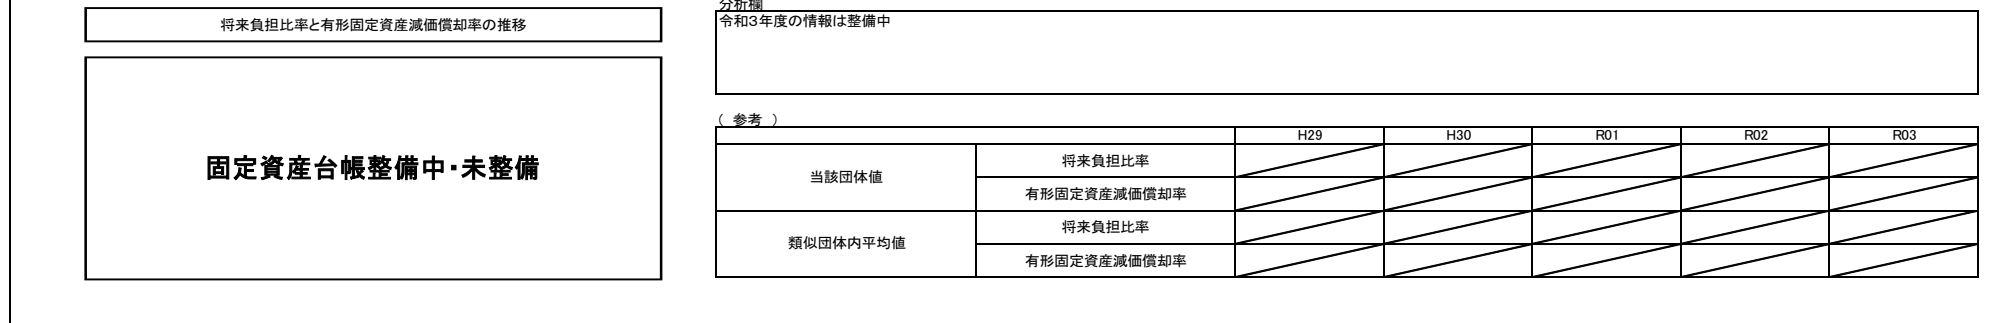 将来負担比率と有形固定資産減価償却率の推移
固定資産台帳整備中・未整備
分析欄
令和3年度の情報は整備中
( 参考 )
H29 H30 R01 R02 R03
当該団体値
将来負担比率
有形固定資産減価償却率
類似団体内平均値
将来負担比率
有形固定資産減価償却率